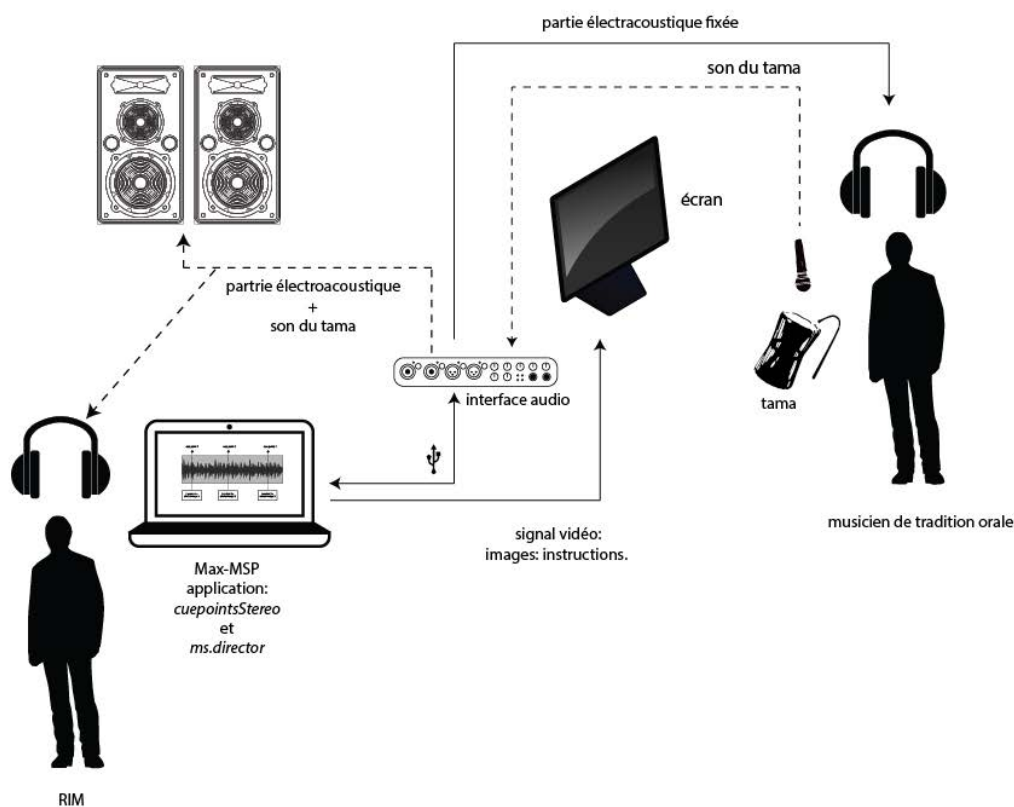 partie électracoustique fixée
son du tama
écran
partrie électroacoustique
+
son du tama
interface audio
tama
musicien de tradition orale
signal vidéo:
images: instructions.
Max-MSP
application:
cuepointsStereo
et
ms.director
RIM